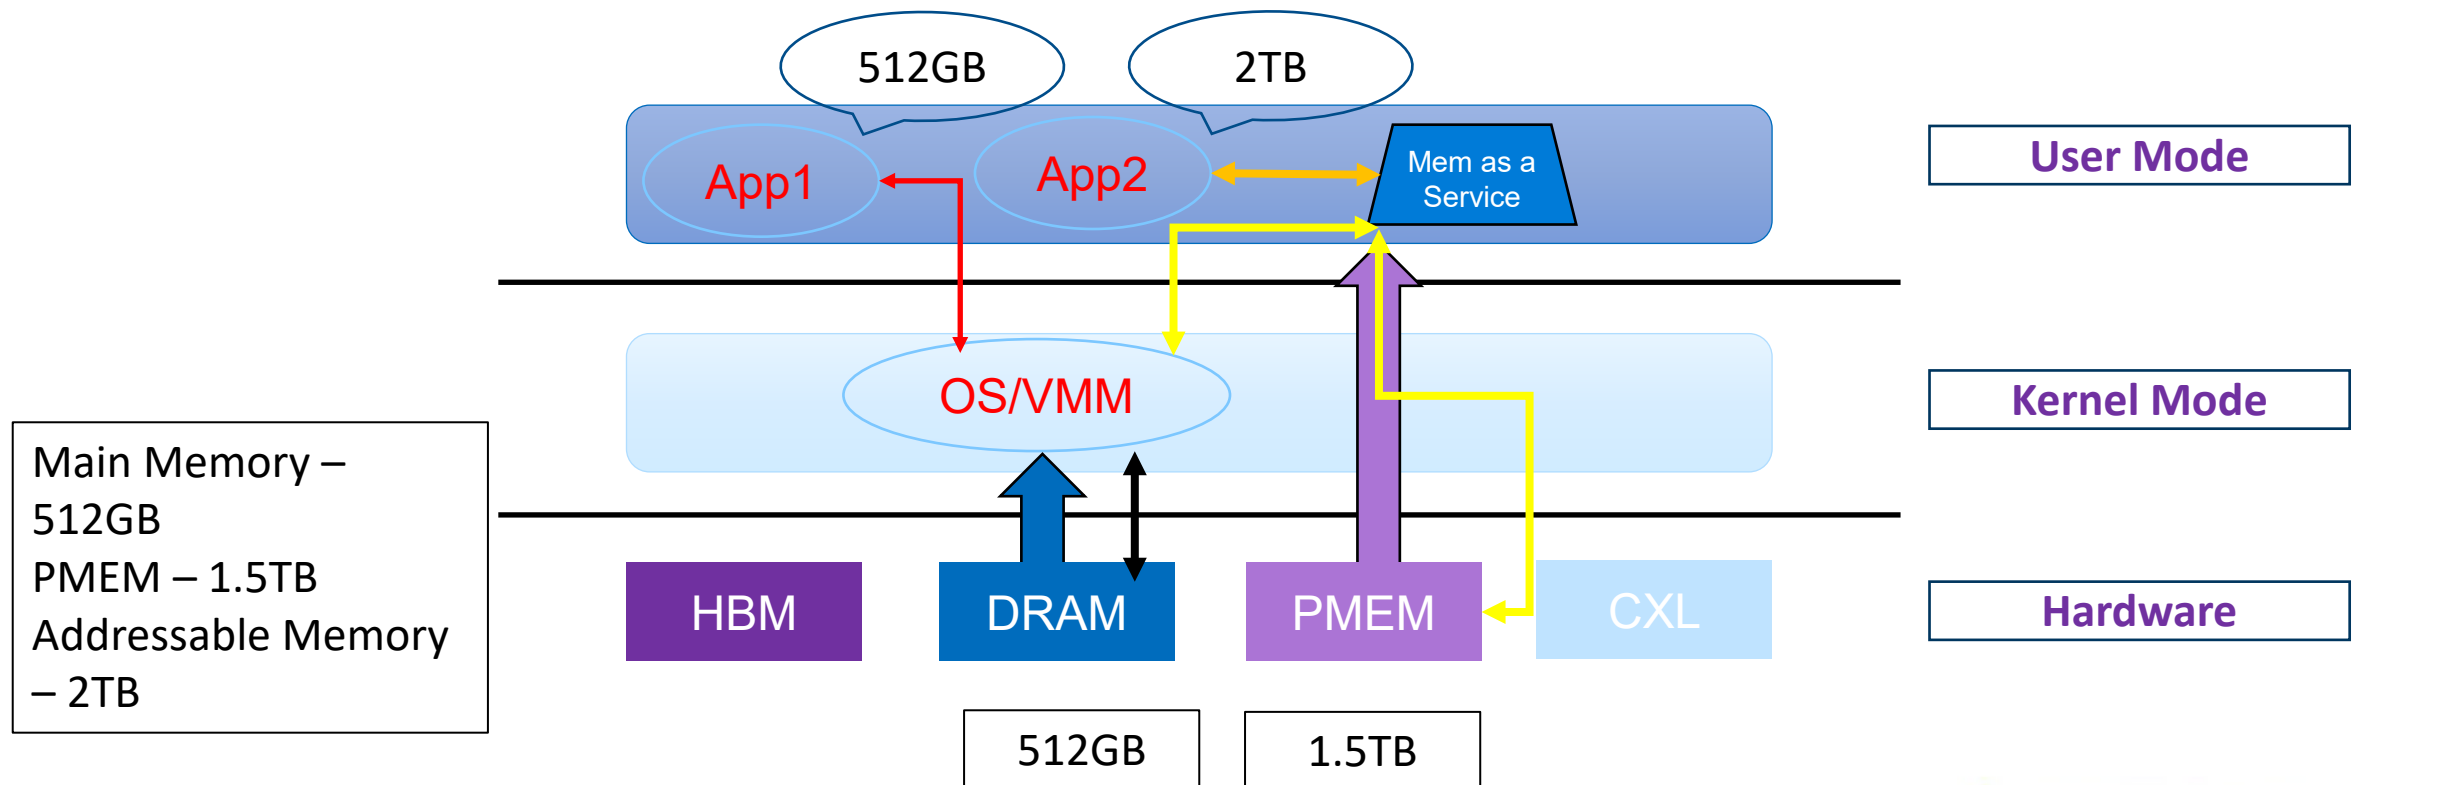 512GB
2TB
App1
App2
Mem as a
Service
User Mode
OS/VMM
Kernel Mode
Main Memory –
512GB
PMEM – 1.5TB
Addressable Memory
– 2TB
HBM
DRAM
PMEM
CXL
Hardware
512GB
1.5TB